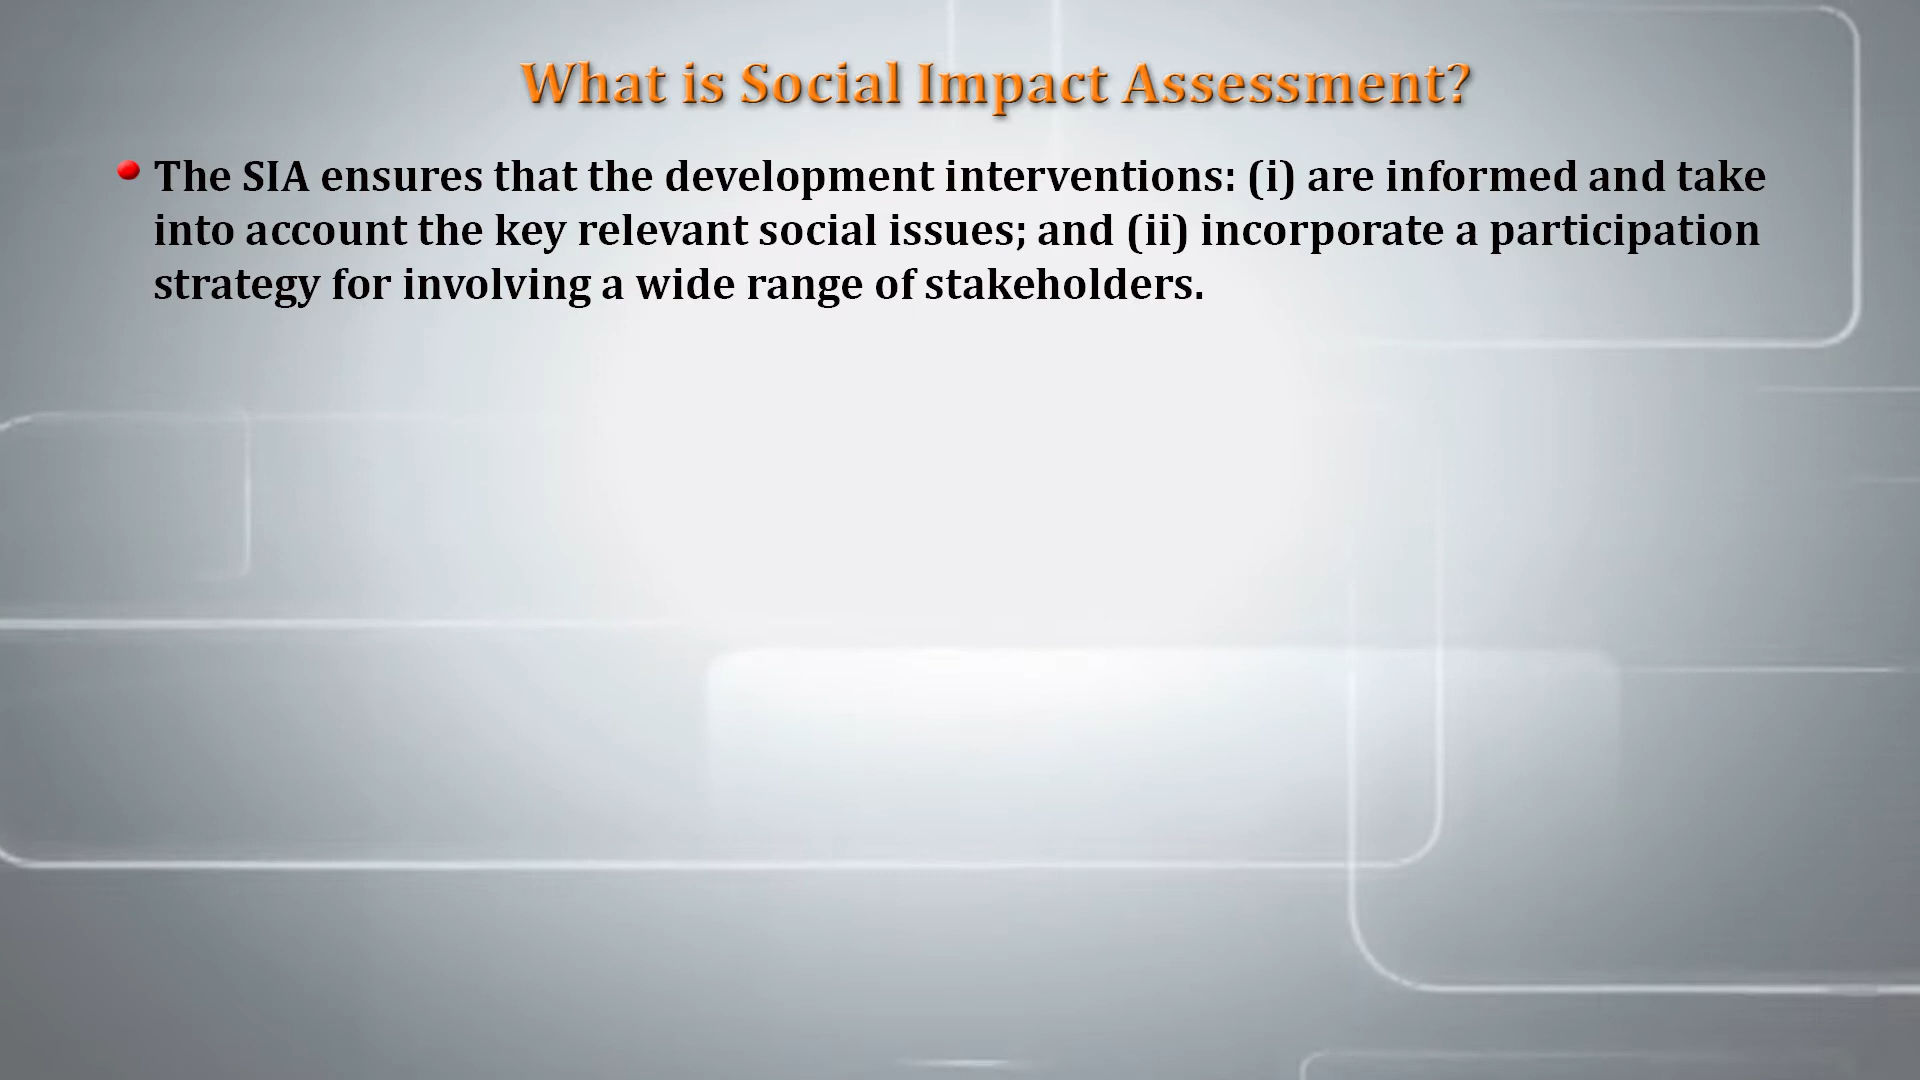 What is Social Impact Assessment?
The SIA ensures that the development interventions: (i) are informed and take
into account the key relevant social issues; and (ii) incorporate a participation
strategy for involving a wide range of stakeholders.